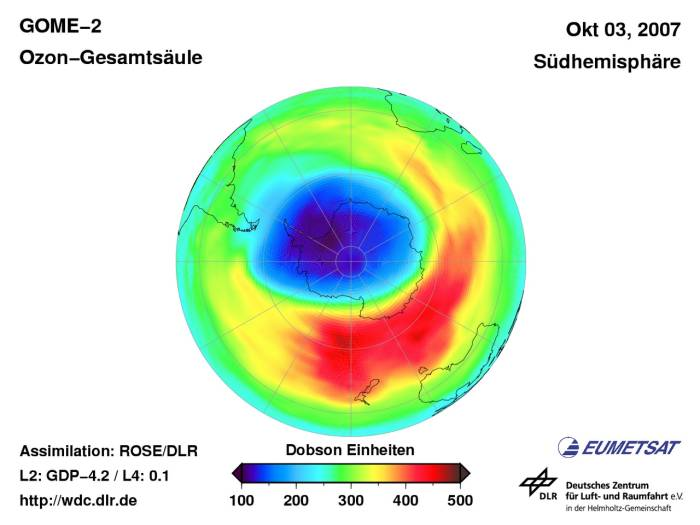 GOME−2
Okt 03, 2007
Ozon−Gesamtsäule
Südhemisphäre
Assimilation: ROSE/DLR
L2: GDP−4.2 / L4: 0.1
http://wdc.dlr.de
Dobson Einheiten
100 200 300 400 500
EUMETSAT
DLR
Deutsches Zentrum
für Luft- und Raumfahrt e.V.
in der Helmholtz-Gemeinschaft